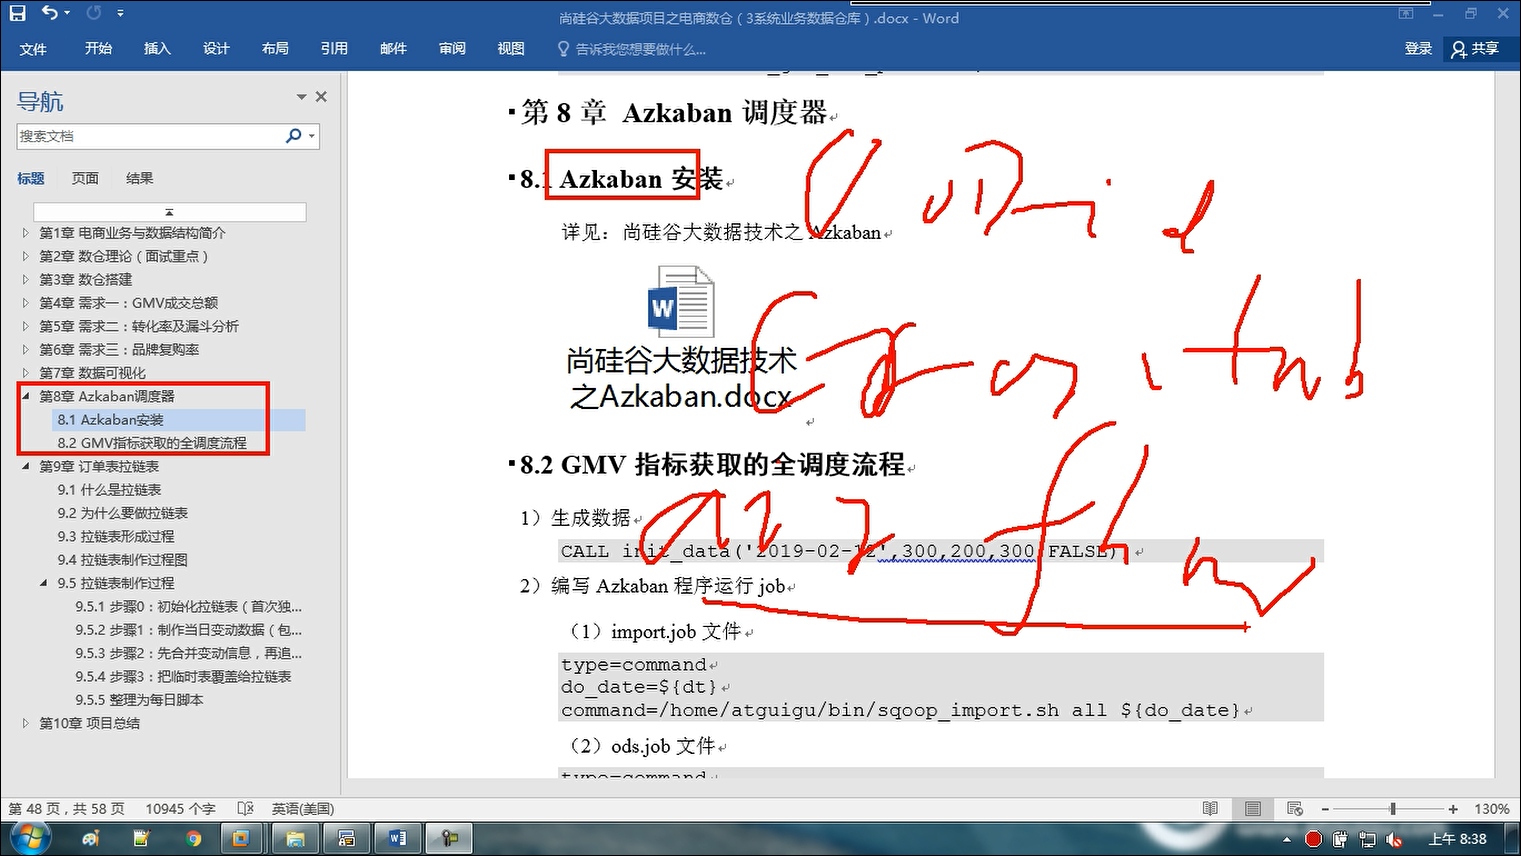 尚硅谷大数据项目之电商数仓（3系统业务数据仓库）.docx - Word
文件 开始 插入 设计 布局 引用 邮件 审阅 视图 告诉我您想要做什么... 登录 共享
导航
搜索文档
标题 页面 结果
第1章 电商业务与数据结构简介
第2章 数仓理论（面试重点）
第3章 数仓搭建
第4章 需求一：GMV成交总额
第5章 需求二：转化率及漏斗分析
第6章 需求三：品牌复购率
第7章 数据可视化
第8章 Azkaban调度器
8.1 Azkaban安装
8.2 GMV指标获取的全调度流程
第9章 订单表拉链表
9.1 什么是拉链表
9.2 为什么要做拉链表
9.3 拉链表形成过程
9.4 拉链表制作过程图
9.5 拉链表制作过程
9.5.1 步骤0：初始化拉链表（首次独...
9.5.2 步骤1：制作当日变动数据（包...
9.5.3 步骤2：先合并变动信息，再追...
9.5.4 步骤3：把临时表覆盖给拉链表
9.5.5 整理为每日脚本
第10章 项目总结
第 8 章 Azkaban 调度器
8.1 Azkaban 安装
详见：尚硅谷大数据技术之 Azkaban
尚硅谷大数据技术
之Azkaban.docx
8.2 GMV 指标获取的全调度流程
1）生成数据
CALL init_data('2019-02-12',300,200,300,FALSE)
2）编写 Azkaban 程序运行 job
（1）import.job 文件
type=command
do_date=${dt}
command=/home/atguigu/bin/sqoop_import.sh all ${do_date}
（2）ods.job 文件
type=command
第 48 页，共 58 页 10945 个字 英语(美国) 130%
上午 8:38